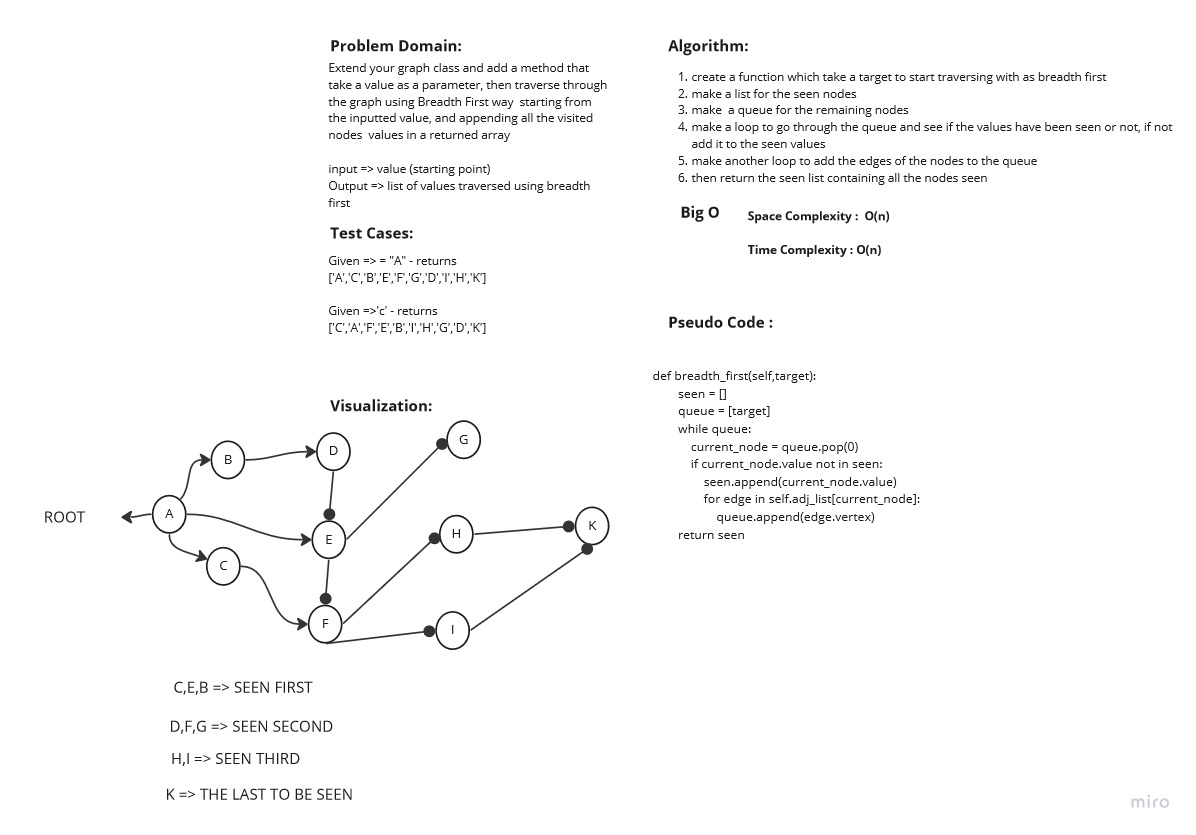 Problem Domain:
Extend your graph class and add a method that
take a value as a parameter, then traverse through
the graph using Breadth First way  starting from
the inputted value, and appending all the visited
nodes  values in a returned array
input => value (starting point)
Output => list of values traversed using breadth
first
Test Cases:
Given => = "A" - returns
['A','C','B','E','F','G','D','I','H','K']
Given =>'c' - returns
['C','A','F','E','B','I','H','G','D','K']
Algorithm:
1. create a function which take a target to start traversing with as breadth first
2. make a list for the seen nodes
3. make  a queue for the remaining nodes
4. make a loop to go through the queue and see if the values have been seen or not, if not
add it to the seen values
5. make another loop to add the edges of the nodes to the queue
6. then return the seen list containing all the nodes seen
Big O
Space Complexity :  O(n)
Time Complexity : O(n)
Pseudo Code :
def breadth_first(self,target):
seen = []
queue = [target]
while queue:
current_node = queue.pop(0)
if current_node.value not in seen:
seen.append(current_node.value)
for edge in self.adj_list[current_node]:
queue.append(edge.vertex)
return seen
Visualization:
G
D
B
ROOT
A
E
H
K
C
F
I
C,E,B => SEEN FIRST
D,F,G => SEEN SECOND
H,I => SEEN THIRD
K => THE LAST TO BE SEEN
miro